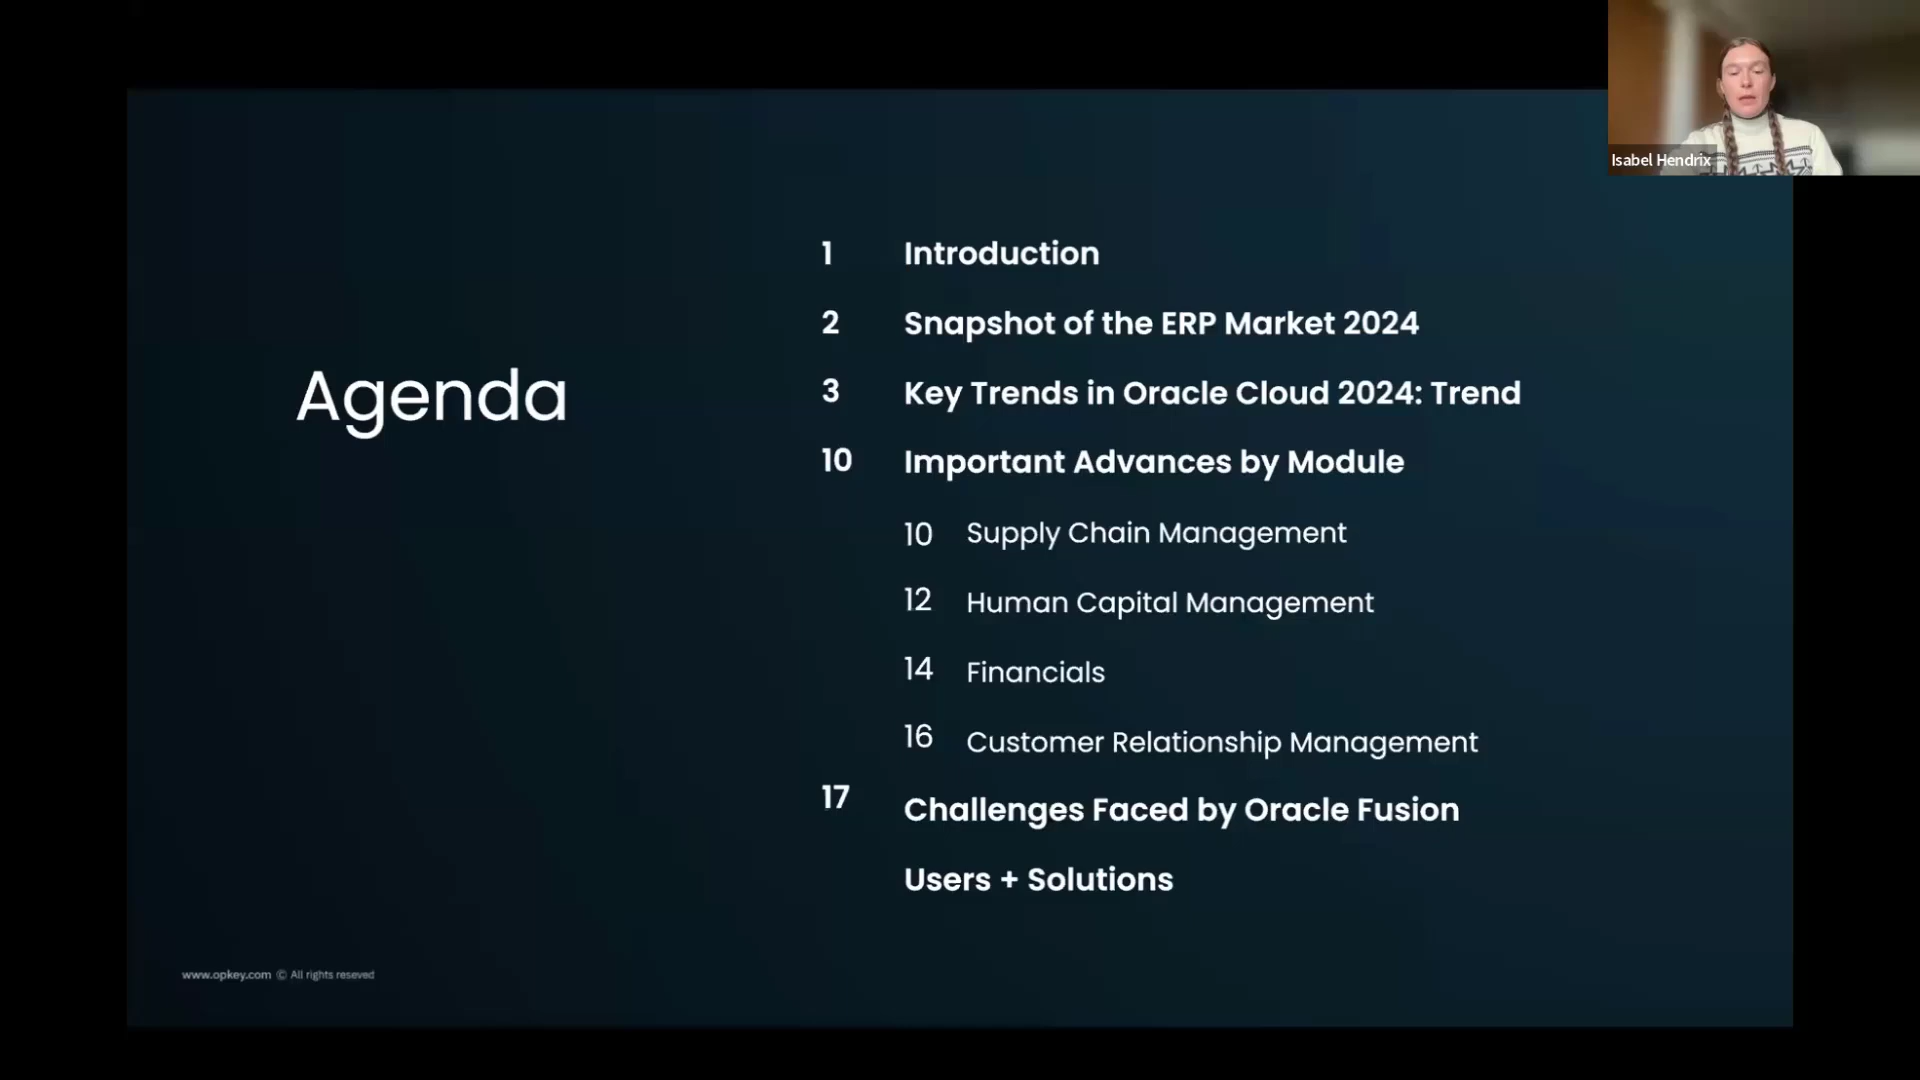 Isabel Hendrix
Agenda
1 Introduction
2 Snapshot of the ERP Market 2024
3 Key Trends in Oracle Cloud 2024: Trend
10 Important Advances by Module
10 Supply Chain Management
12 Human Capital Management
14 Financials
16 Customer Relationship Management
17 Challenges Faced by Oracle Fusion
Users + Solutions
www.opkey.com © All rights reseved